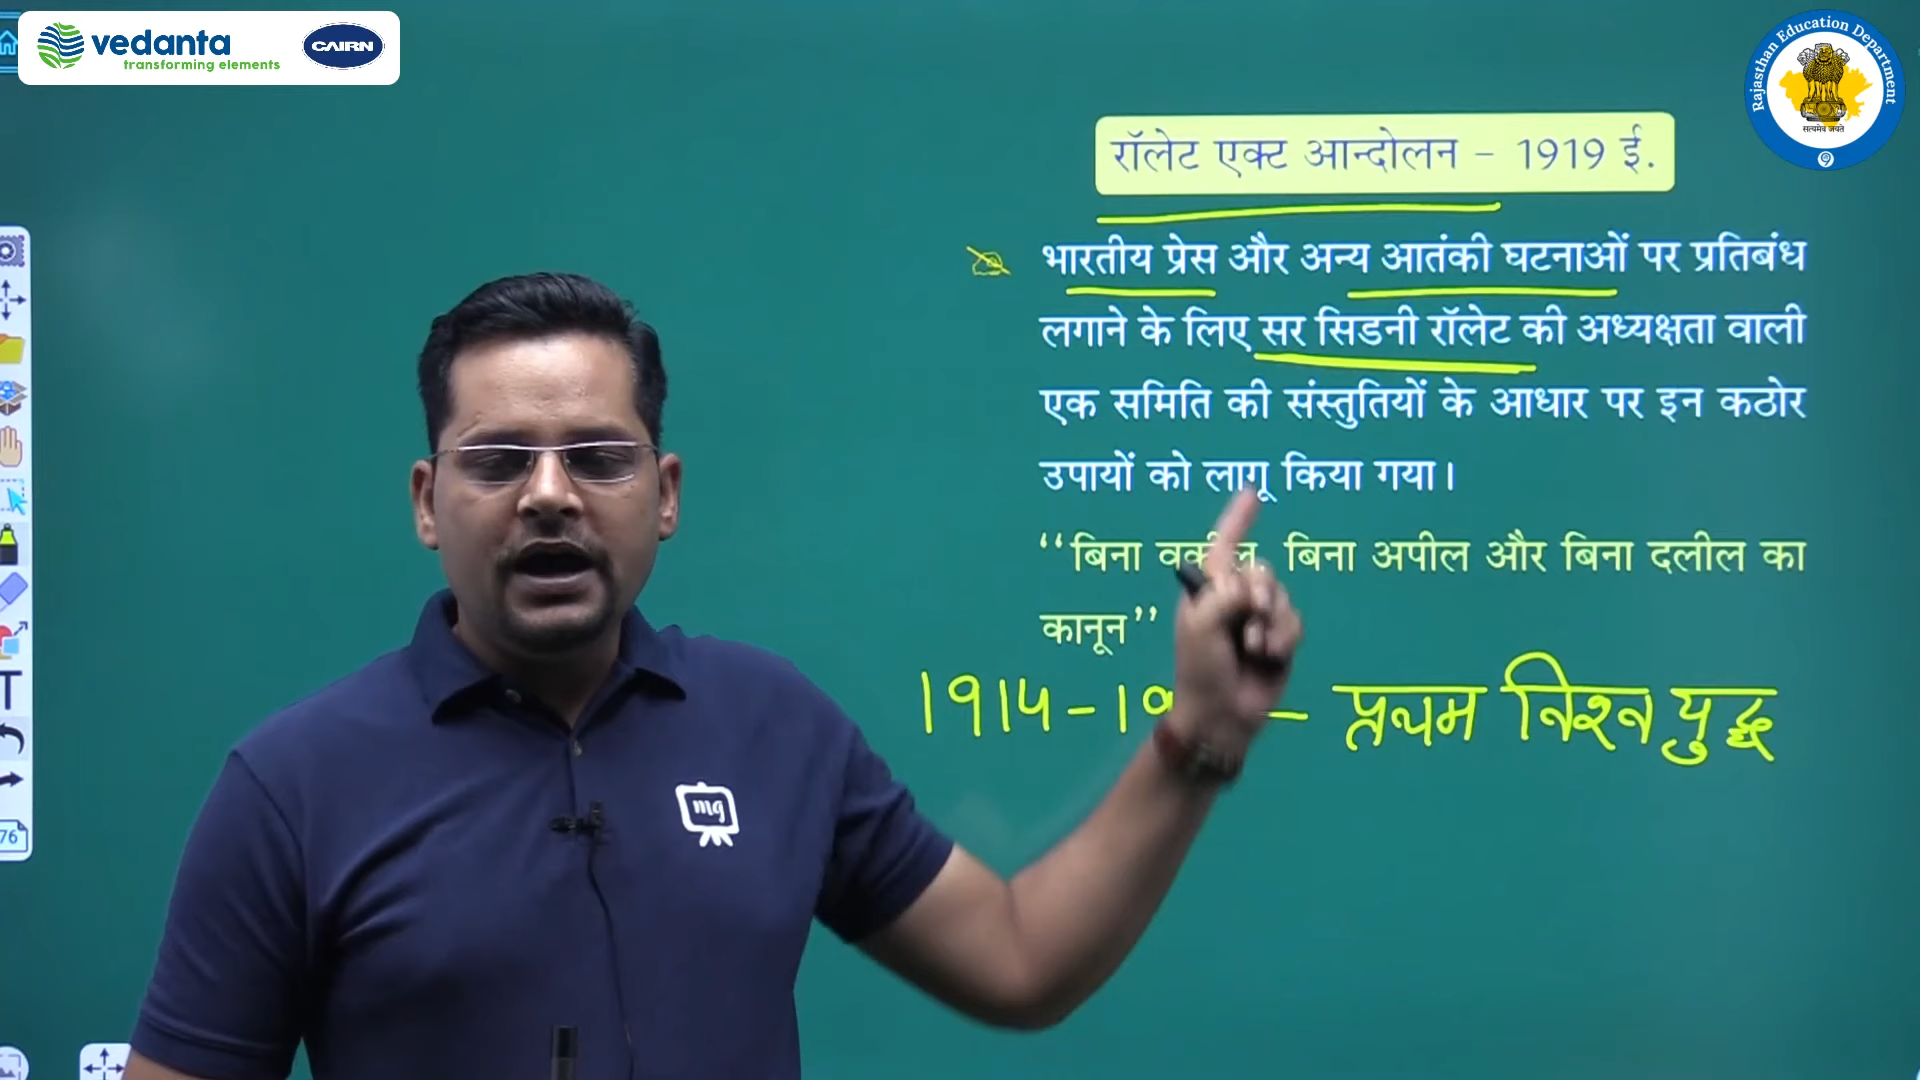 vedanta
transforming elements
CAIRN
Rajasthan Education Department
सत्यमेव जयते
रॉलेट एक्ट आन्दोलन – 1919 ई.
भारतीय प्रेस और अन्य आतंकी घटनाओं पर प्रतिबंध
लगाने के लिए सर सिडनी रॉलेट की अध्यक्षता वाली
एक समिति की संस्तुतियों के आधार पर इन कठोर
उपायों को लागू किया गया।
‘‘बिना वकील, बिना अपील और बिना दलील का
कानून’’
1914 – – प्रथम विश्व युद्ध
mg
T
76